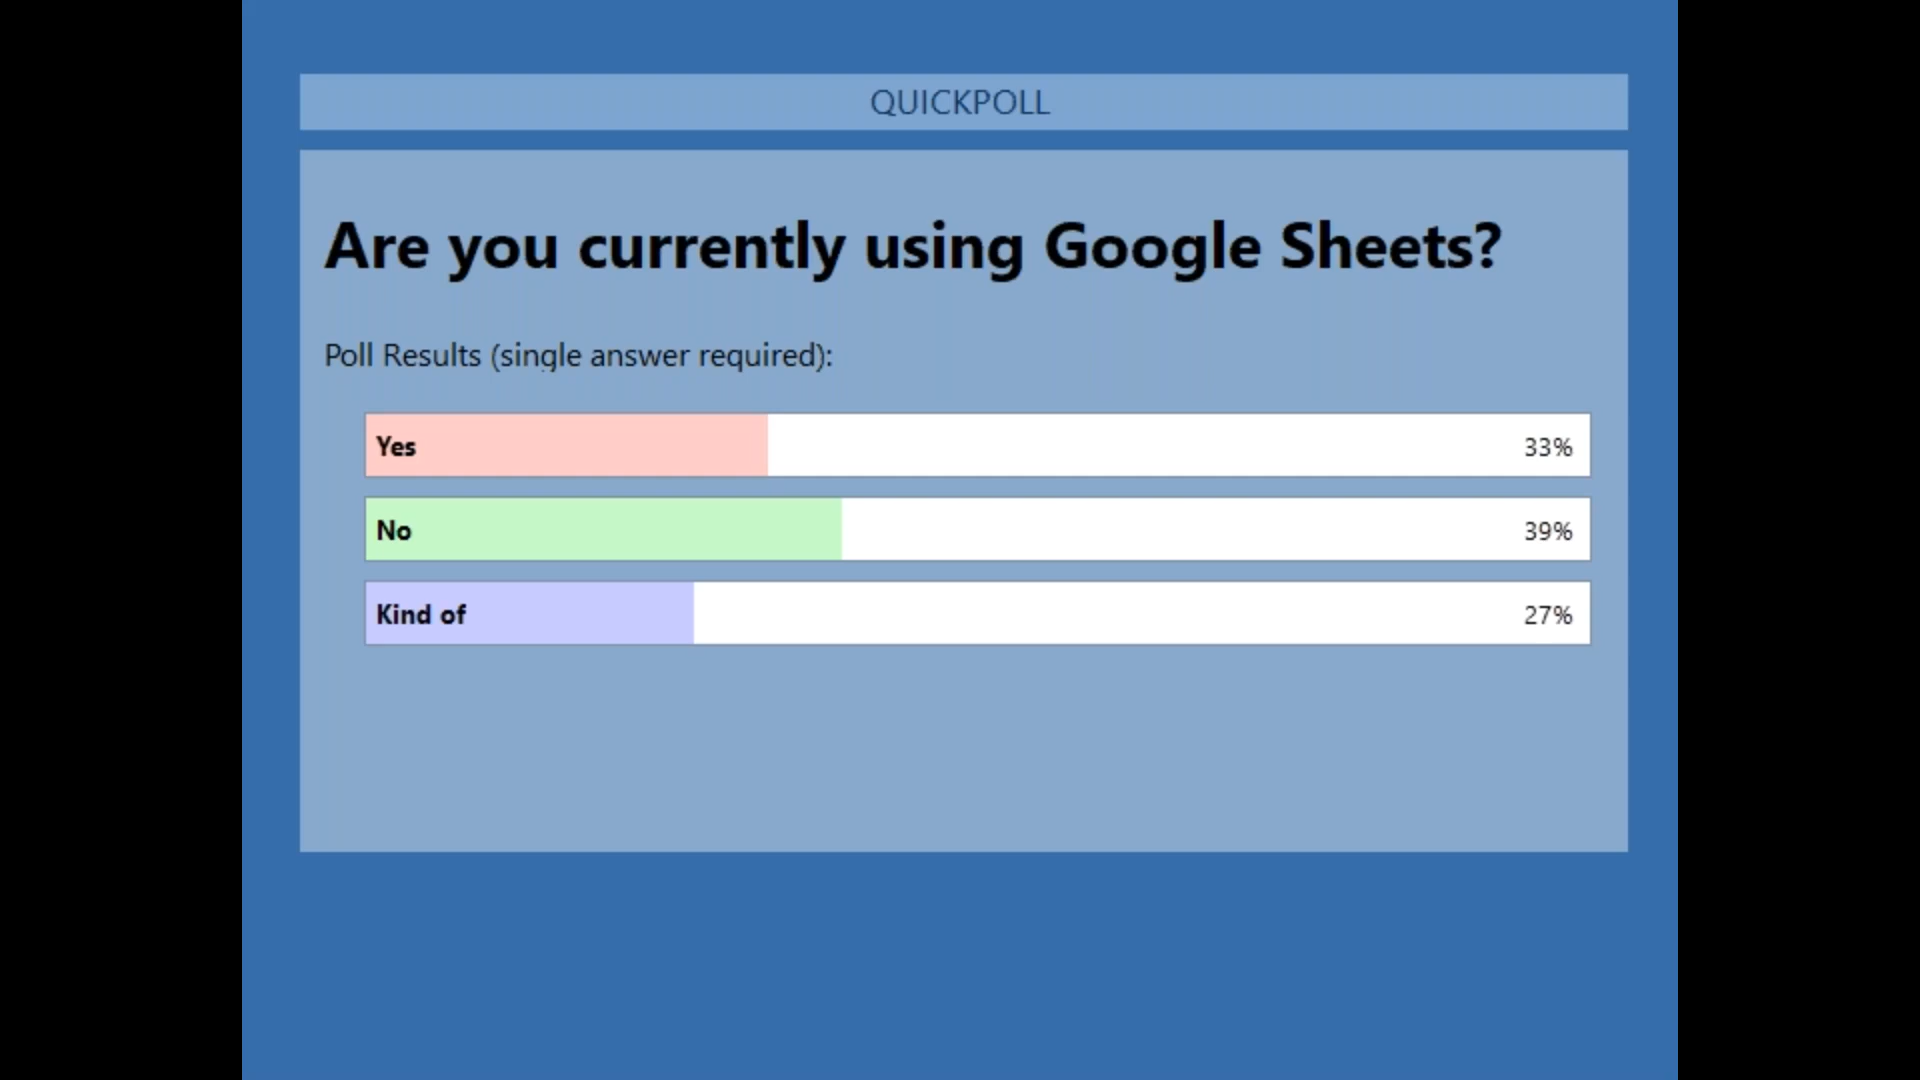 QUICKPOLL
Are you currently using Google Sheets?
Poll Results (single answer required):
Yes 33%
No 39%
Kind of 27%